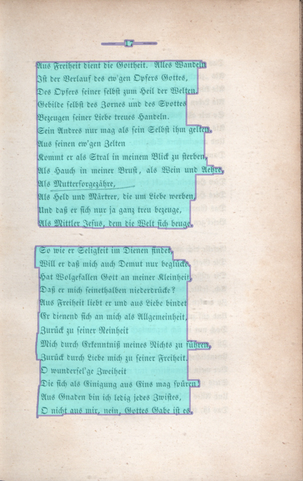 Aus Freiheit dient die Gottheit. Alles Wandeln
Ist der Verlauf des ew'gen Opfers Gottes,
Des Opfers seiner selbst zum Heil der Welten,
Gebilde selbst des Zornes und des Spottes
Bezeugen seiner Liebe treues Handeln.
Sein Anders nur mag als sein Selbst ihm gelten,
Aus seinen ew'gen Zelten
Kommt er als Stral in meinem Blick zu sterben,
Als Hauch in meiner Brust, als Wein und Aehre,
Als Muttersorgezähre,
Als Held und Märtrer, die um Liebe werben,
Und daß er sich nur ja ganz treu bezeuge,
Als Mittler Jesus, dem die Welt sich beuge.
So wie er Seligkeit im Dienen findet,
Will er daß mich auch Demut nur beglücke,
Hat Wolgefallen Gott an meiner Kleinheit,
Daß er mich seinethalben niederdrücke?
Aus Freiheit liebt er und aus Liebe bindet
Er dienend sich an mich als Allgemeinheit,
Zurück zu seiner Reinheit
Mich durch Erkenntniß meines Nichts zu führen,
Zurück durch Liebe mich zu seiner Freiheit.
O wundersel'ge Zweiheit
Die sich als Einigung aus Eins mag spüren!
Aus Gnaden bin ich ledig jedes Zwistes,
O nicht aus mir, nein, Gottes Gabe ist es.